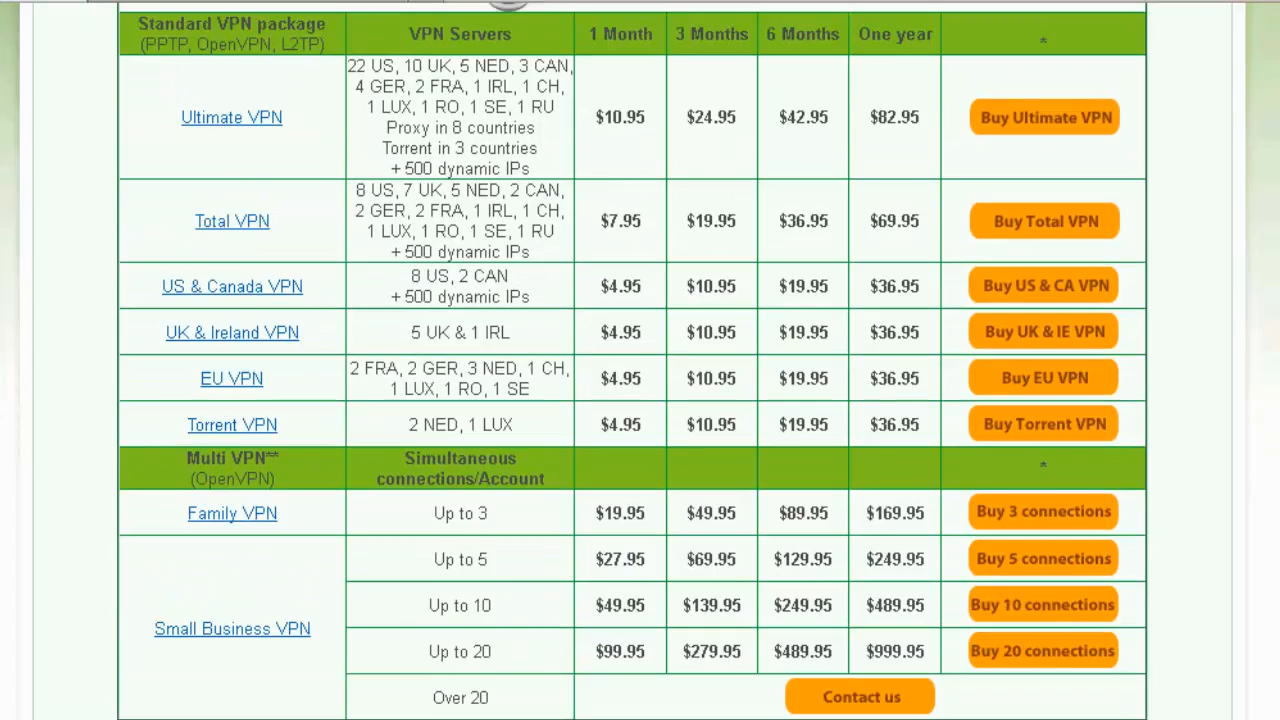 Standard VPN package
(PPTP, OpenVPN, L2TP)
VPN Servers
1 Month
3 Months
6 Months
One year
*
Ultimate VPN
22 US, 10 UK, 5 NED, 3 CAN,
4 GER, 2 FRA, 1 IRL, 1 CH,
1 LUX, 1 RO, 1 SE, 1 RU
Proxy in 8 countries
Torrent in 3 countries
+ 500 dynamic IPs
$10.95
$24.95
$42.95
$82.95
Buy Ultimate VPN
Total VPN
8 US, 7 UK, 5 NED, 2 CAN,
2 GER, 2 FRA, 1 IRL, 1 CH,
1 LUX, 1 RO, 1 SE, 1 RU
+ 500 dynamic IPs
$7.95
$19.95
$36.95
$69.95
Buy Total VPN
US & Canada VPN
8 US, 2 CAN
+ 500 dynamic IPs
$4.95
$10.95
$19.95
$36.95
Buy US & CA VPN
UK & Ireland VPN
5 UK & 1 IRL
$4.95
$10.95
$19.95
$36.95
Buy UK & IE VPN
EU VPN
2 FRA, 2 GER, 3 NED, 1 CH,
1 LUX, 1 RO, 1 SE
$4.95
$10.95
$19.95
$36.95
Buy EU VPN
Torrent VPN
2 NED, 1 LUX
$4.95
$10.95
$19.95
$36.95
Buy Torrent VPN
Multi VPN**
(OpenVPN)
Simultaneous
connections/Account
*
Family VPN
Up to 3
$19.95
$49.95
$89.95
$169.95
Buy 3 connections
Small Business VPN
Up to 5
$27.95
$69.95
$129.95
$249.95
Buy 5 connections
Up to 10
$49.95
$139.95
$249.95
$489.95
Buy 10 connections
Up to 20
$99.95
$279.95
$489.95
$999.95
Buy 20 connections
Over 20
Contact us